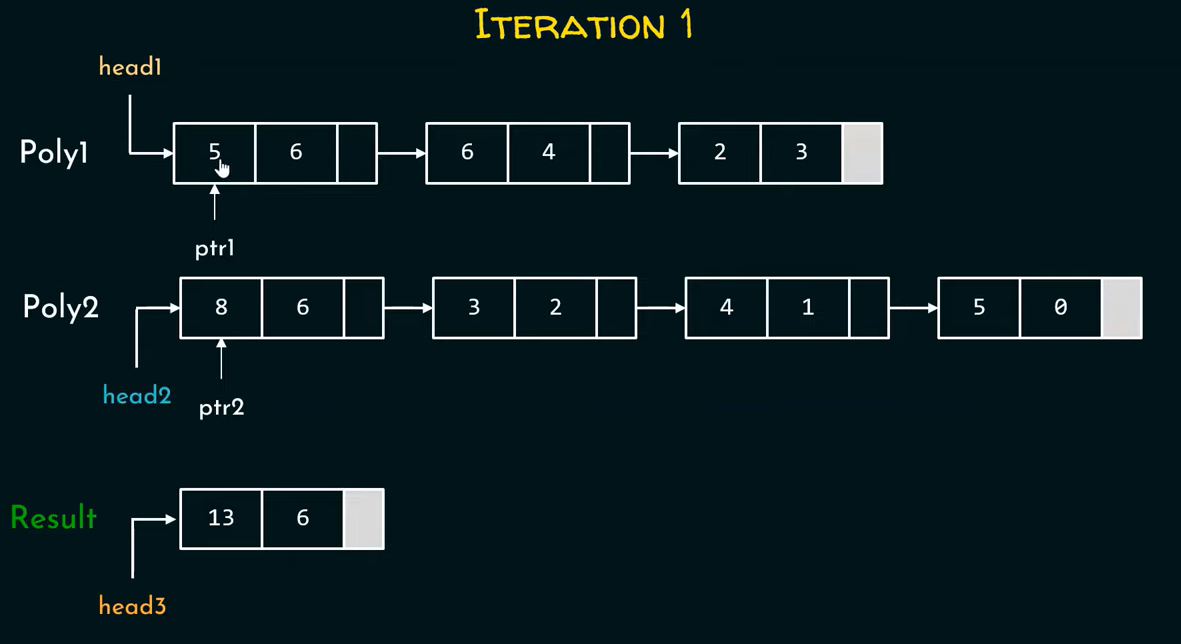 ITERATION 1
head1
Poly1 5 6 6 4 2 3
ptr1
Poly2 8 6 3 2 4 1 5 0
head2
ptr2
Result 13 6
head3